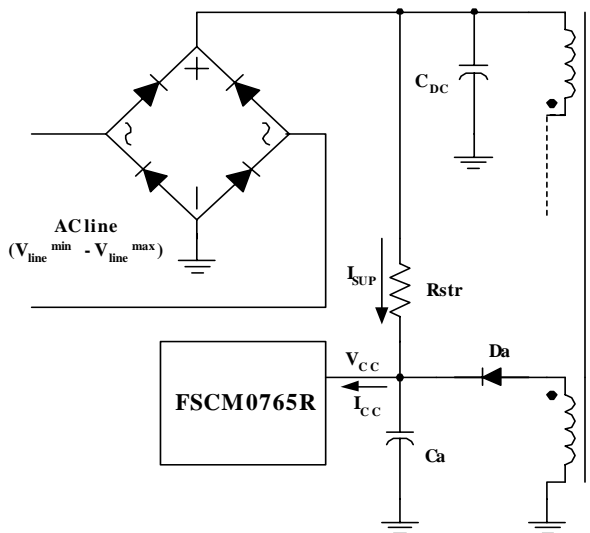 C_DC
AC line
(V_line^min - V_line^max)
I_SUP
Rstr
V_CC
Da
FSCM0765R
I_CC
Ca